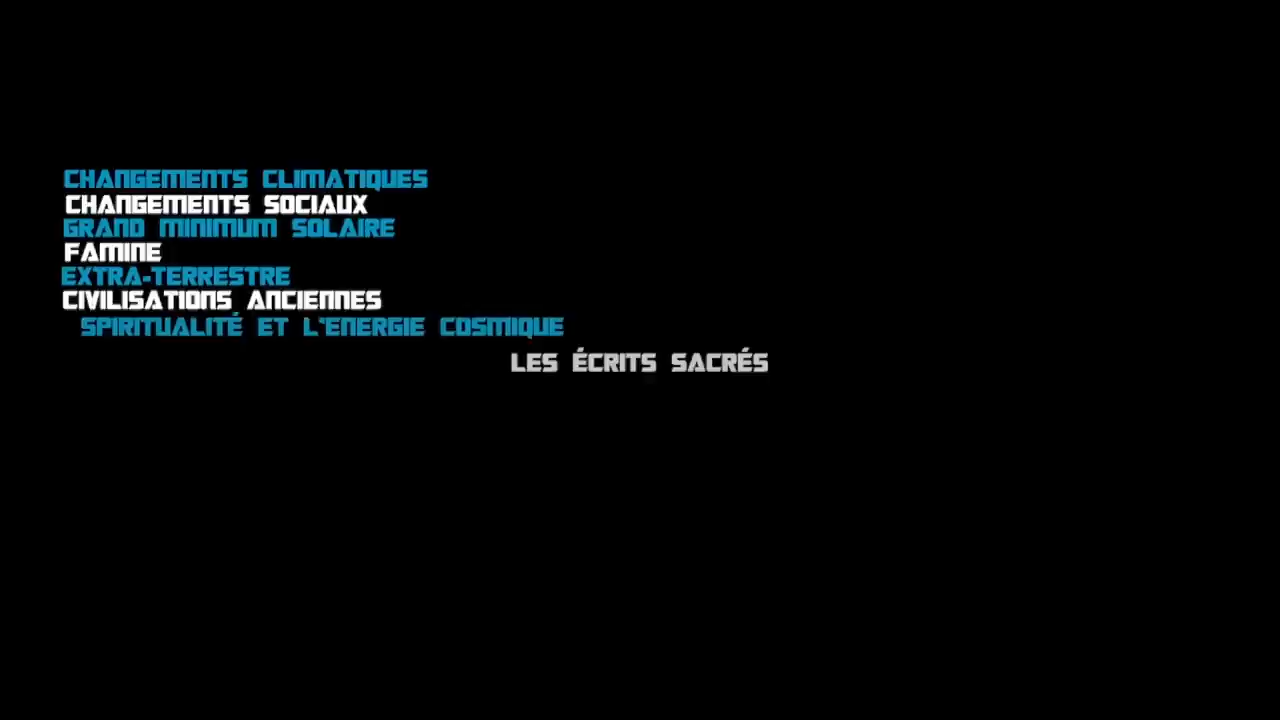 CHANGEMENTS CLIMATIQUES
CHANGEMENTS SOCIAUX
GRAND MINIMUM SOLAIRE
FAMINE
EXTRA-TERRESTRE
CIVILISATIONS ANCIENNES
SPIRITUALITÉ ET L'ENERGIE COSMIQUE
LES ÉCRITS SACRÉS